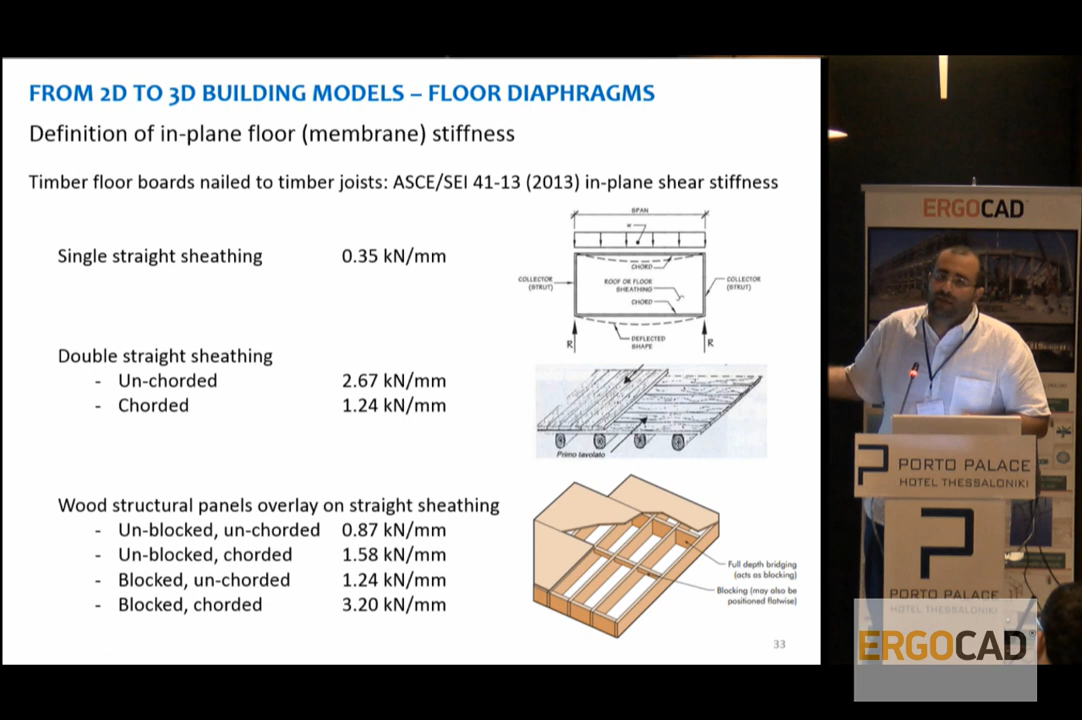 FROM 2D TO 3D BUILDING MODELS – FLOOR DIAPHRAGMS
Definition of in-plane floor (membrane) stiffness
Timber floor boards nailed to timber joists: ASCE/SEI 41-13 (2013) in-plane shear stiffness
Single straight sheathing 0.35 kN/mm
Double straight sheathing
- Un-chorded 2.67 kN/mm
- Chorded 1.24 kN/mm
Wood structural panels overlay on straight sheathing
- Un-blocked, un-chorded 0.87 kN/mm
- Un-blocked, chorded 1.58 kN/mm
- Blocked, un-chorded 1.24 kN/mm
- Blocked, chorded 3.20 kN/mm
SPAN
CHORD
COLLECTOR
(STRUT)
ROOF OR FLOOR
SHEATHING
CHORD
COLLECTOR
(STRUT)
R
DEFLECTED
SHAPE
R
Primo tavolato
Full depth bridging
(acts as blocking)
Blocking (may also be
positioned flatwise)
33
ERGOCAD
PORTO PALACE
HOTEL THESSALONIKI
PORTO PALACE
HOTEL THESSALONIKI
ERGOCAD